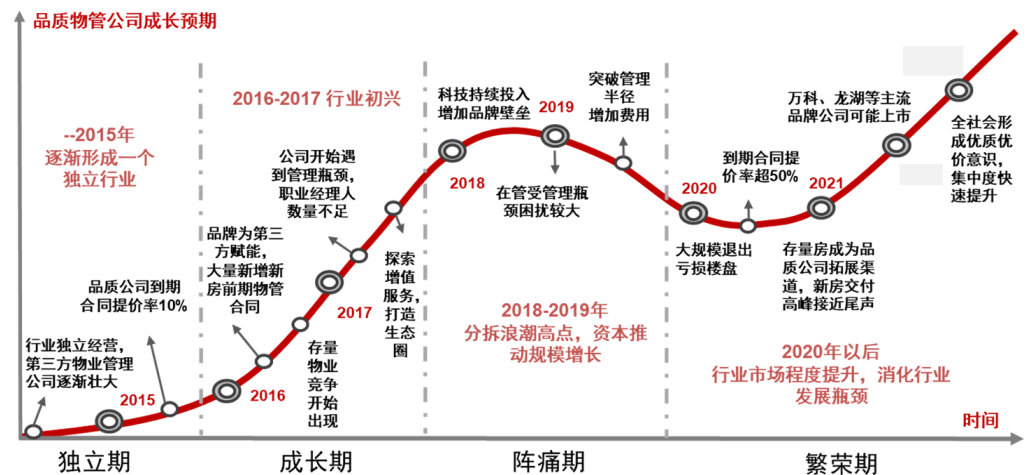 品质物管公司成长预期
--2015年
逐渐形成一个
独立行业
品质公司到期
合同提价率10%
行业独立经营，
第三方物业管理
公司逐渐壮大
2015
2016-2017 行业初兴
公司开始遇
到管理瓶颈，
职业经理人
数量不足
品牌为第三
方赋能，
大量新增新
房前期物管
合同
2016
2017
存量
物业
竞争
开始
出现
探索
增值
服务，
打造
生态
圈
科技持续投入
增加品牌壁垒
2018
2019
突破管理
半径
增加费用
在管受管理瓶
颈困扰较大
2018-2019年
分拆浪潮高点，资本推
动规模增长
2020
大规模退出
亏损楼盘
到期合同提
价率超50%
2021
存量房成为品
质公司拓展渠
道，新房交付
高峰接近尾声
万科、龙湖等主流
品牌公司可能上市
全社会形
成优质优
价意识，
集中度快
速提升
2020年以后
行业市场程度提升，消化行业
发展瓶颈
时间
独立期
成长期
阵痛期
繁荣期